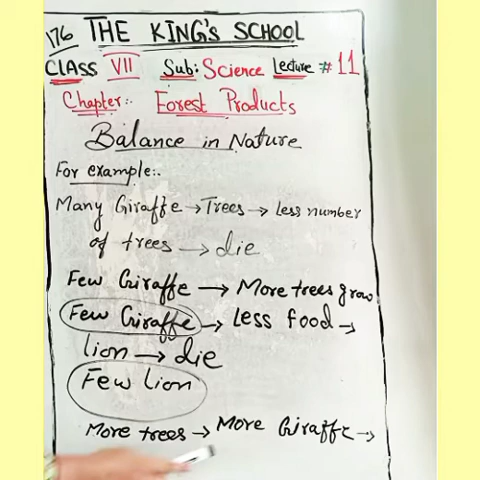 176 THE KING'S SCHOOL
CLASS VII Sub: Science Lecture #11
Chapter:- Forest Products
Balance in Nature
For example:-
Many Giraffe → Trees → Less number
of trees → die
Few Giraffe → More trees grow
Few Giraffe → Less food →
lion → die
Few Lion
More trees → More Giraffe →